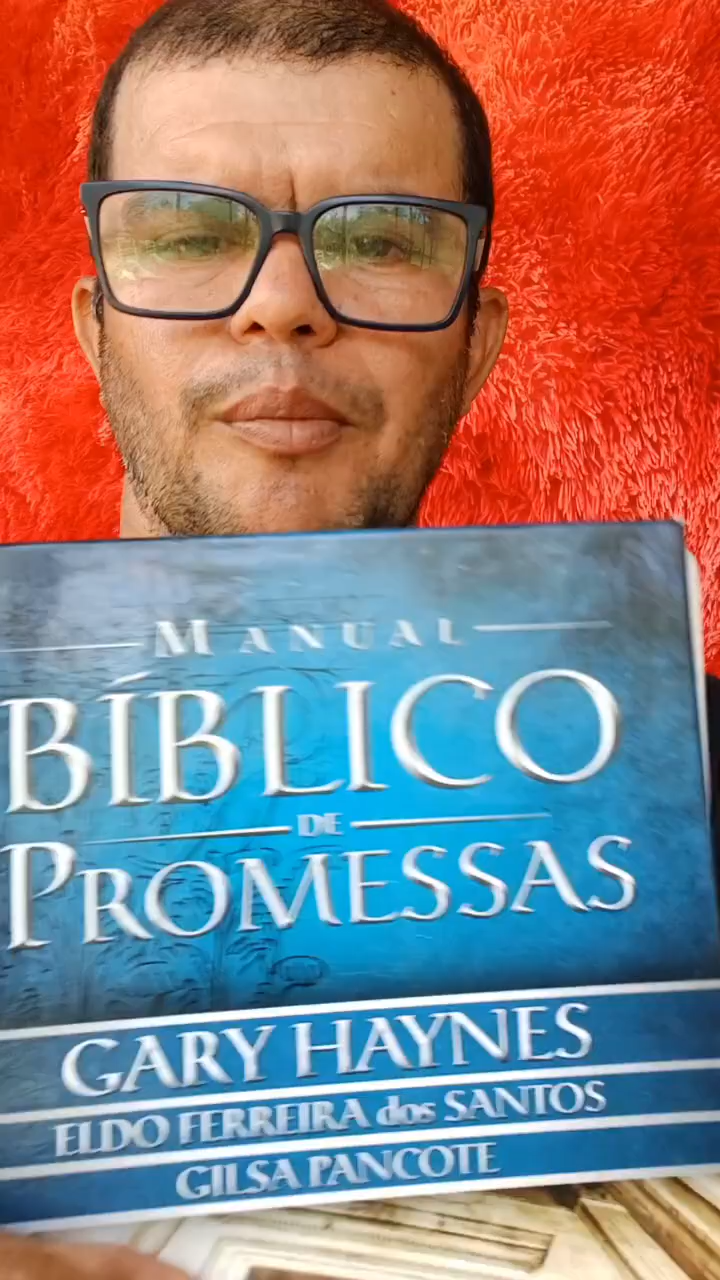 MANUAL
BÍBLICO
DE
PROMESSAS
GARY HAYNES
ELDO FERREIRA dos SANTOS
GILSA PANCOTE